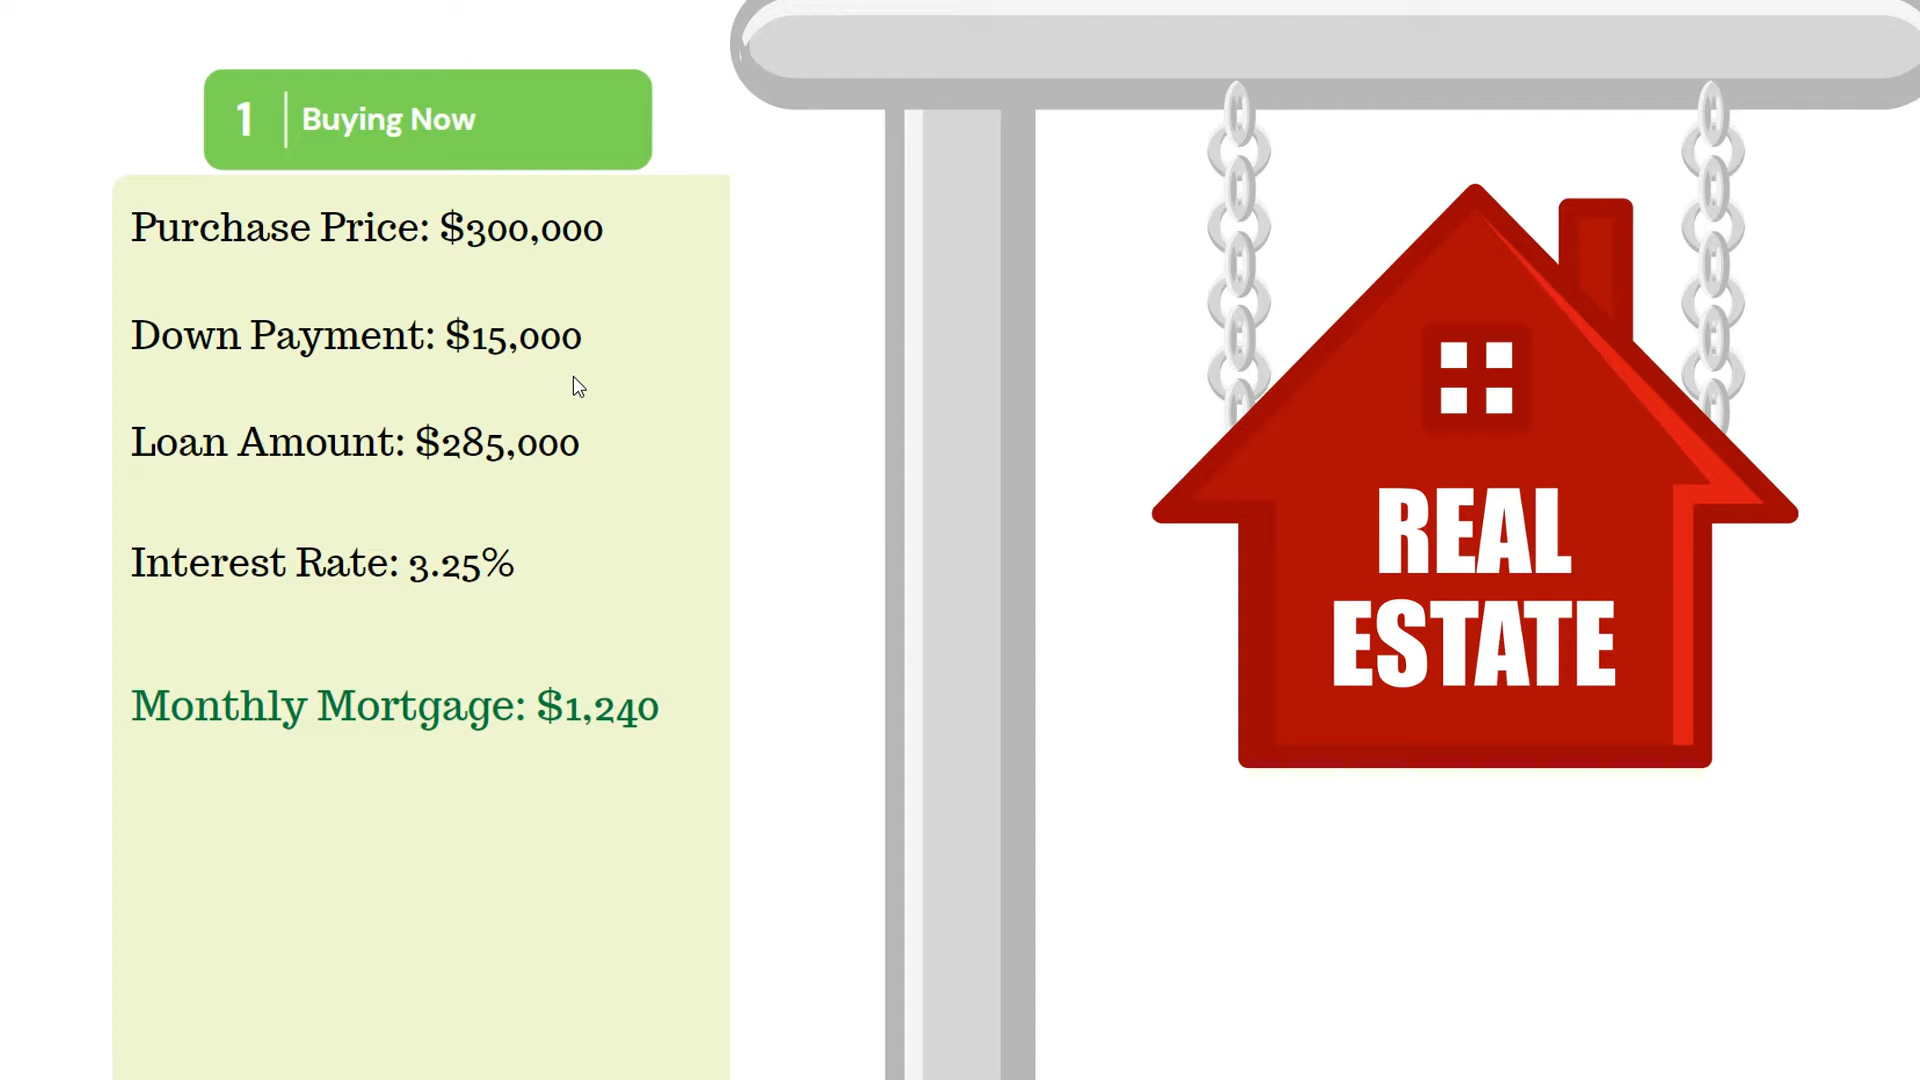 1 Buying Now
Purchase Price: $300,000
Down Payment: $15,000
Loan Amount: $285,000
Interest Rate: 3.25%
Monthly Mortgage: $1,240
REAL
ESTATE